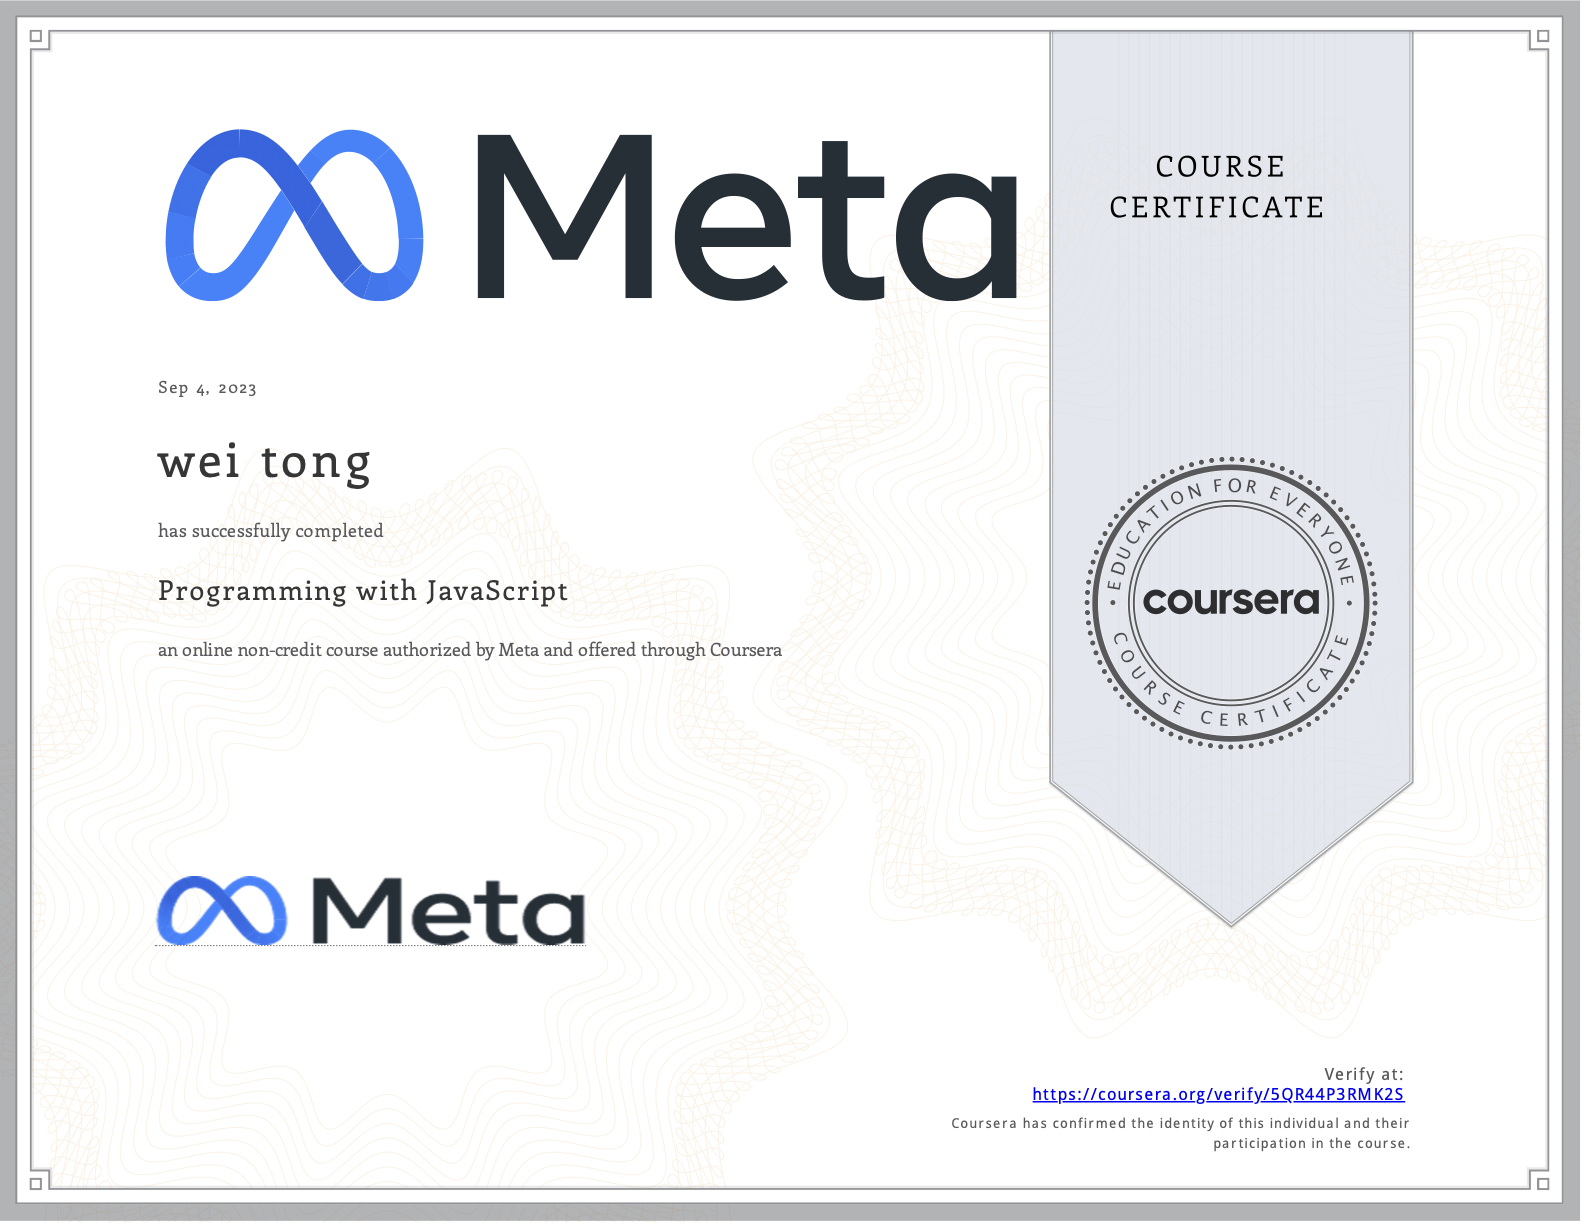 Meta
COURSE
CERTIFICATE
Sep 4, 2023
wei tong
has successfully completed
Programming with JavaScript
an online non-credit course authorized by Meta and offered through Coursera
EDUCATION FOR EVERYONE
coursera
COURSE CERTIFICATE
Meta
Verify at:
https://coursera.org/verify/5QR44P3RMK2S
Coursera has confirmed the identity of this individual and their
participation in the course.